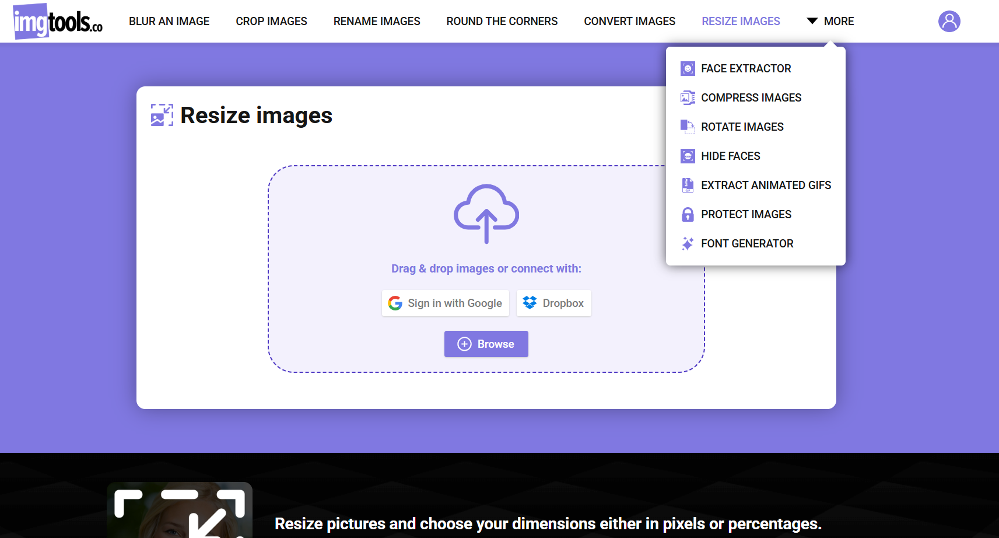 imgtools.co
BLUR AN IMAGE
CROP IMAGES
RENAME IMAGES
ROUND THE CORNERS
CONVERT IMAGES
RESIZE IMAGES
MORE
FACE EXTRACTOR
COMPRESS IMAGES
ROTATE IMAGES
HIDE FACES
EXTRACT ANIMATED GIFS
PROTECT IMAGES
FONT GENERATOR
Resize images
Drag & drop images or connect with:
Sign in with Google
Dropbox
Browse
Resize pictures and choose your dimensions either in pixels or percentages.